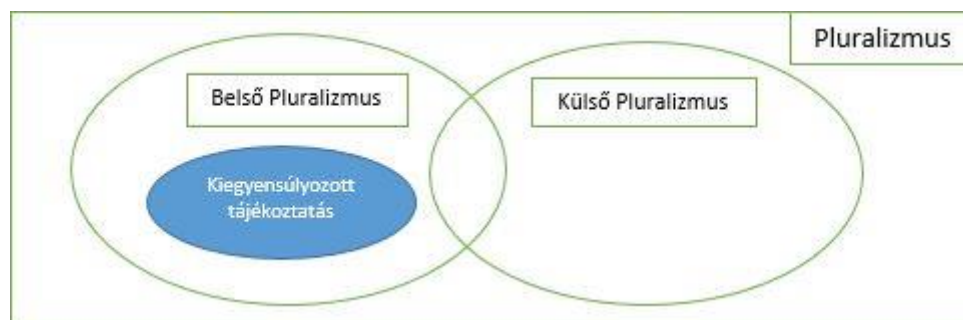 Pluralizmus
Belső Pluralizmus
Külső Pluralizmus
Kiegyensúlyozott
tájékoztatás